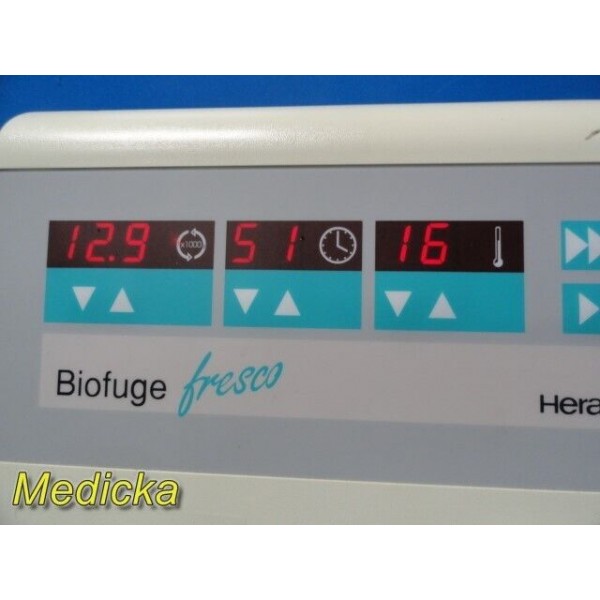 12.9 x1000 51 16
Biofuge fresco
Hera
Medicka